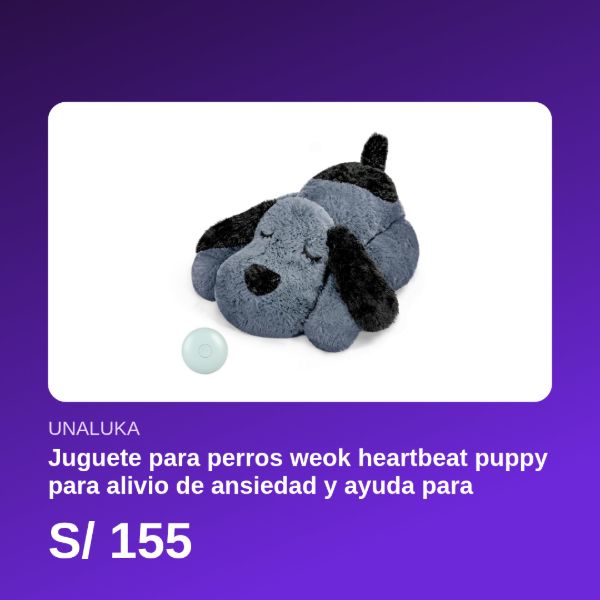 UNALUKA
Juguete para perros weok heartbeat puppy
para alivio de ansiedad y ayuda para
S/ 155